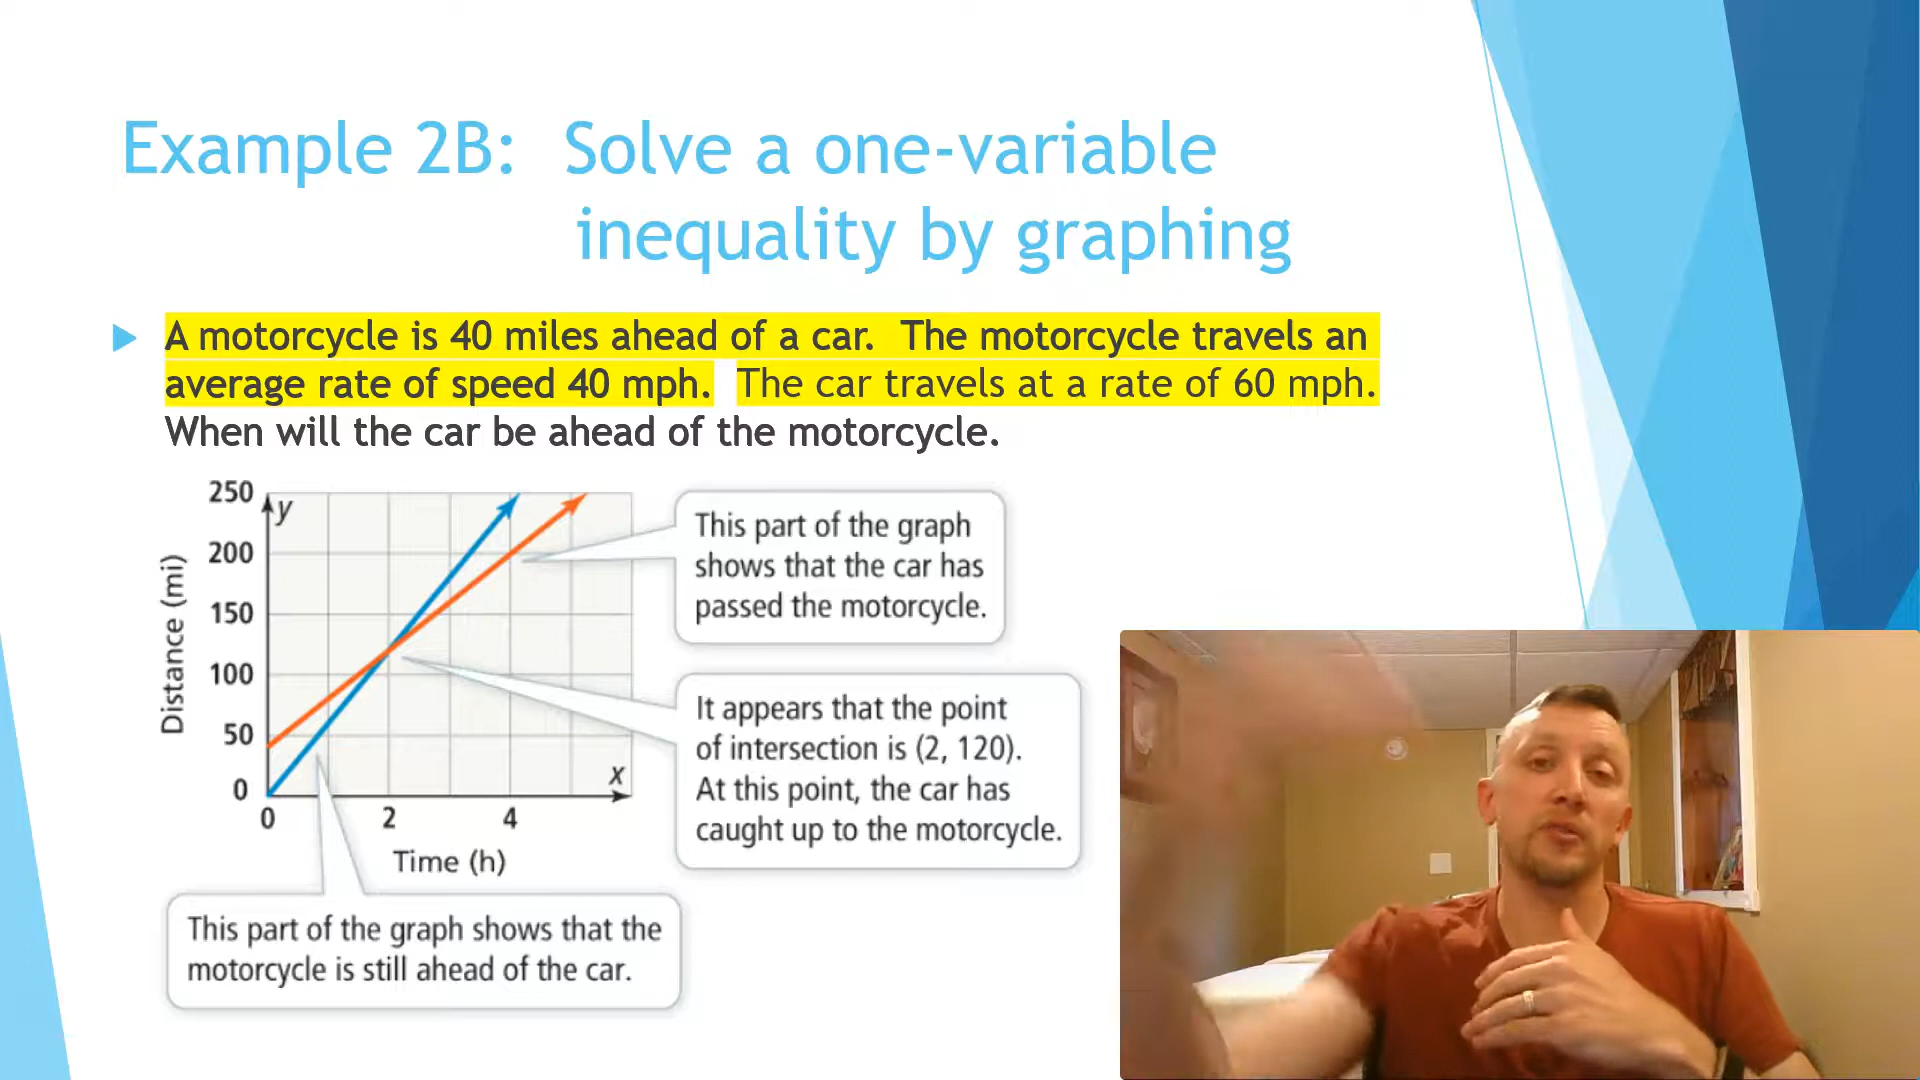 Example 2B: Solve a one-variable
inequality by graphing
A motorcycle is 40 miles ahead of a car. The motorcycle travels an
average rate of speed 40 mph. The car travels at a rate of 60 mph.
When will the car be ahead of the motorcycle.
250
200
150
100
50
0
Distance (mi)
y
x
0 2 4
Time (h)
This part of the graph
shows that the car has
passed the motorcycle.
It appears that the point
of intersection is (2, 120).
At this point, the car has
caught up to the motorcycle.
This part of the graph shows that the
motorcycle is still ahead of the car.